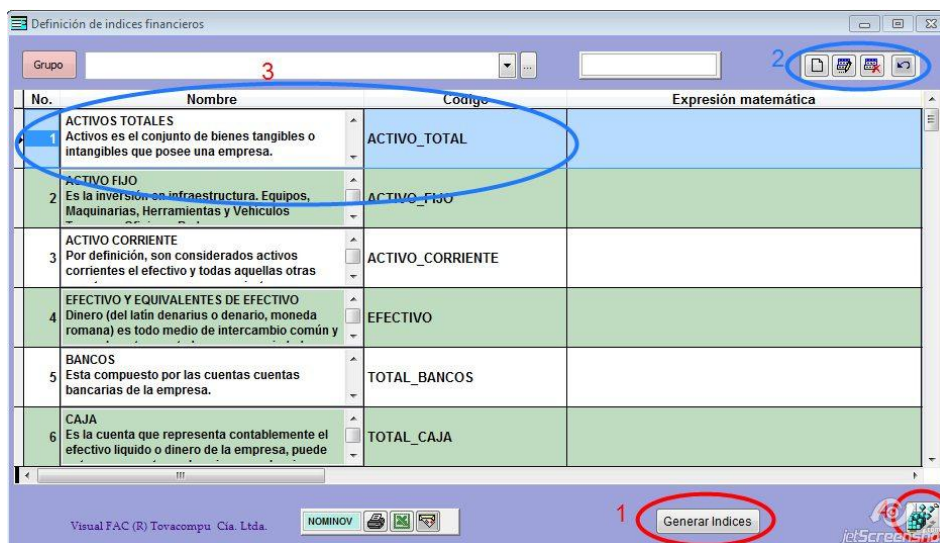 Definición de indices financieros
Grupo
3
2
No. Nombre Codigo Expresión matemática
1 ACTIVOS TOTALES
Activos es el conjunto de bienes tangibles o
intangibles que posee una empresa.
ACTIVO_TOTAL
2 ACTIVO FIJO
Es la inversión en infraestructura. Equipos,
Maquinarias, Herramientas y Vehiculos
ACTIVO_FIJO
3 ACTIVO CORRIENTE
Por definición, son considerados activos
corrientes el efectivo y todas aquellas otras
ACTIVO_CORRIENTE
4 EFECTIVO Y EQUIVALENTES DE EFECTIVO
Dinero (del latín denarius o denario, moneda
romana) es todo medio de intercambio común y
EFECTIVO
5 BANCOS
Esta compuesto por las cuentas cuentas
bancarias de la empresa.
TOTAL_BANCOS
6 CAJA
Es la cuenta que representa contablemente el
efectivo liquido o dinero de la empresa, puede
TOTAL_CAJA
Visual FAC (R) Tovacompu Cía. Ltda.
NOMINOV
1
Generar Indices
4
jetScreenshot